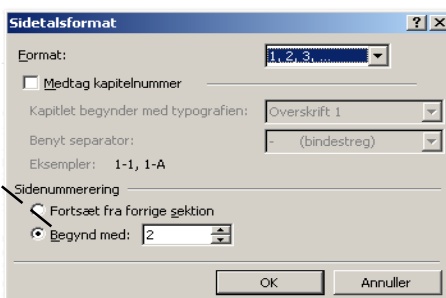 Sidetalsformat
Format: 1, 2, 3, ...
Medtag kapitelnummer
Kapitlet begynder med typografien: Overskrift 1
Benyt separator: - (bindestreg)
Eksempler: 1-1, 1-A
Sidenummerering
Fortsæt fra forrige sektion
Begynd med: 2
OK Annuller